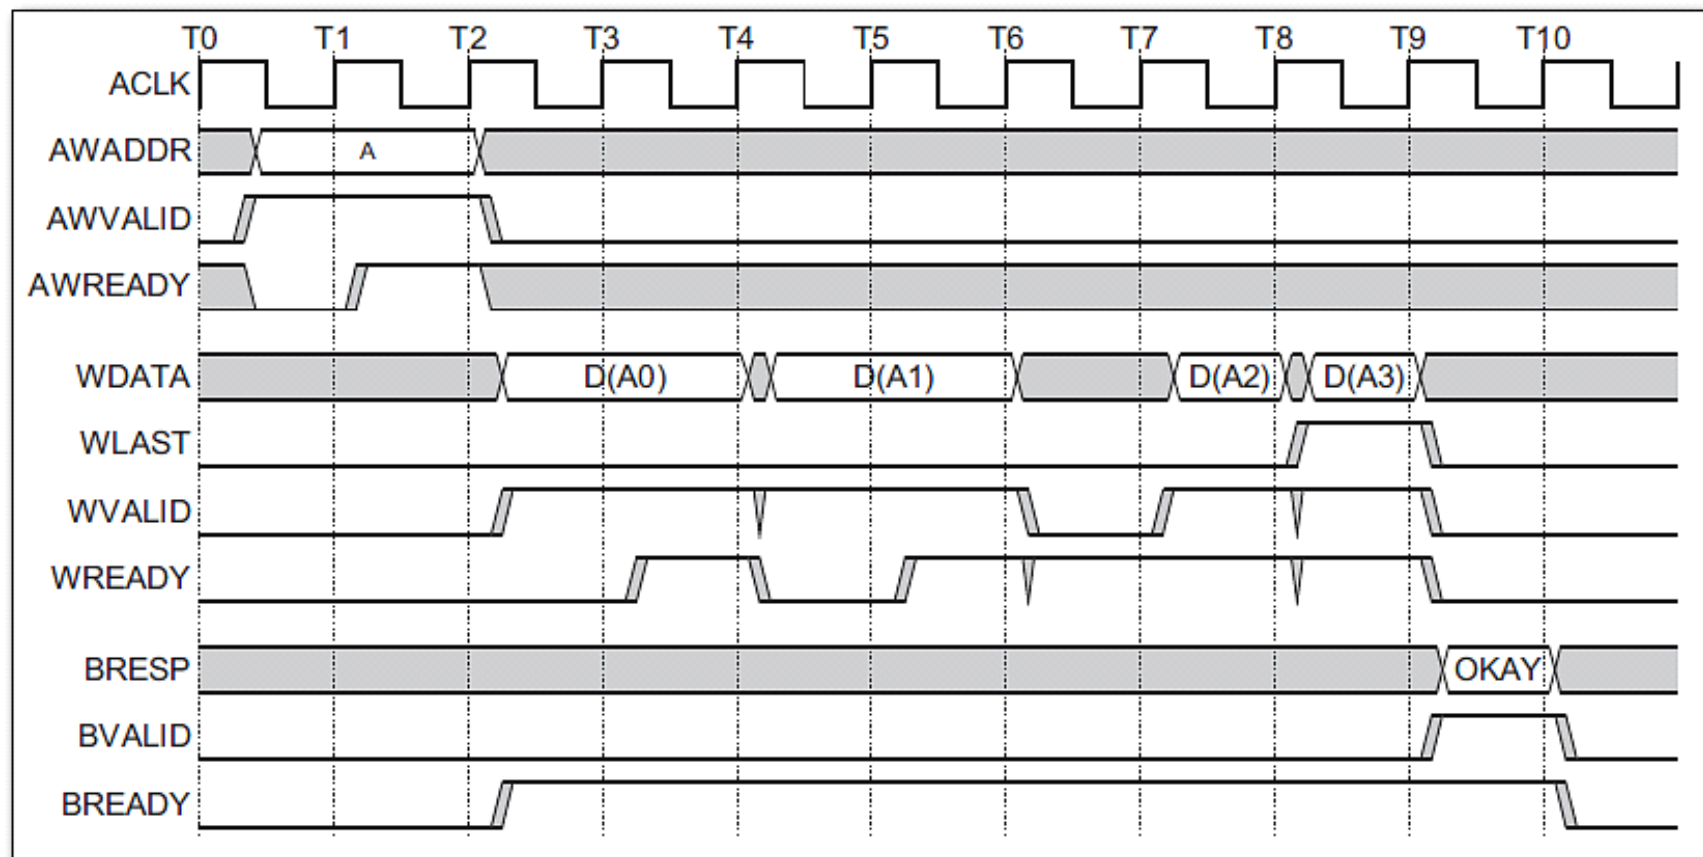 T0 T1 T2 T3 T4 T5 T6 T7 T8 T9 T10
ACLK
AWADDR A
AWVALID
AWREADY
WDATA D(A0) D(A1) D(A2) D(A3)
WLAST
WVALID
WREADY
BRESP OKAY
BVALID
BREADY